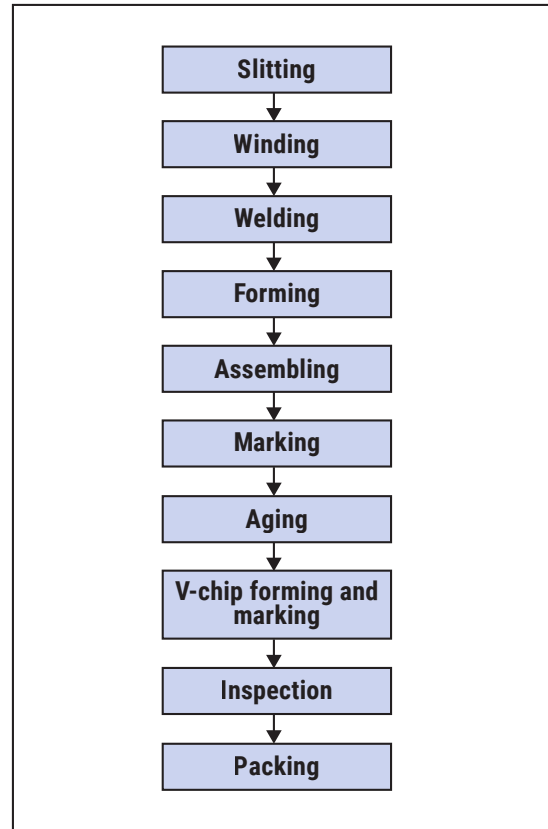 Slitting
Winding
Welding
Forming
Assembling
Marking
Aging
V-chip forming and
marking
Inspection
Packing